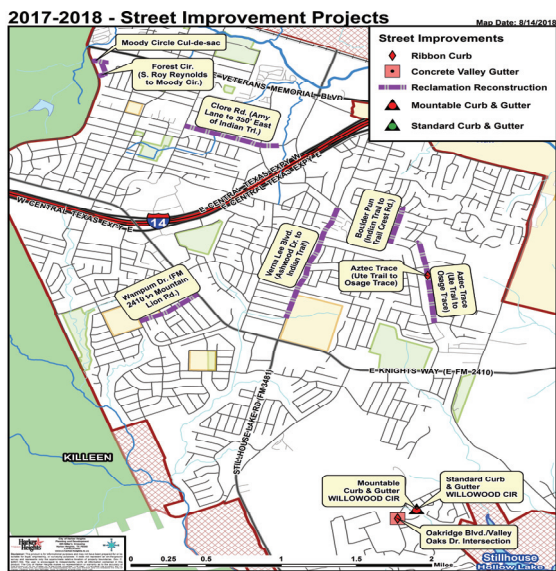 2017-2018 - Street Improvement Projects
Map Date: 8/14/2018
Street Improvements
Ribbon Curb
Concrete Valley Gutter
Reclamation Reconstruction
Mountable Curb & Gutter
Standard Curb & Gutter
Moody Circle Cul-de-sac
Forest Cir.
(S. Roy Reynolds
to Moody Cir.)
E VETERANS MEMORIAL BLVD
Clore Rd. (Amy
Lane to 350' East
of Indian Trl.)
E CENTRAL TEXAS EXPY W
E CENTRAL TEXAS EXPY E
W CENTRAL TEXAS EXPY E
14
Verna Lee Blvd.
(Ashwood Dr. to
Indian Trail)
Boulder Run
(Indian Trail to
Trail Crest Rd.)
Aztec Trace
(Ute Trail to
Osage Trace)
Aztec Trace
(Ute Trail to
Osage Trace)
Wampum Dr. (FM
2410 to Mountain
Lion Rd.)
E KNIGHTS WAY (E FM 2410)
STILLHOUSE LAKE RD (FM 3481)
KILLEEN
Mountable
Curb & Gutter
WILLOWOOD CIR
Standard Curb
& Gutter
WILLOWOOD CIR
Oakridge Blvd./Valley
Oaks Dr. Intersection
Stillhouse
Hollow Lake
Harker
Heights
0 0.25 0.5 1 1.5 2
Miles